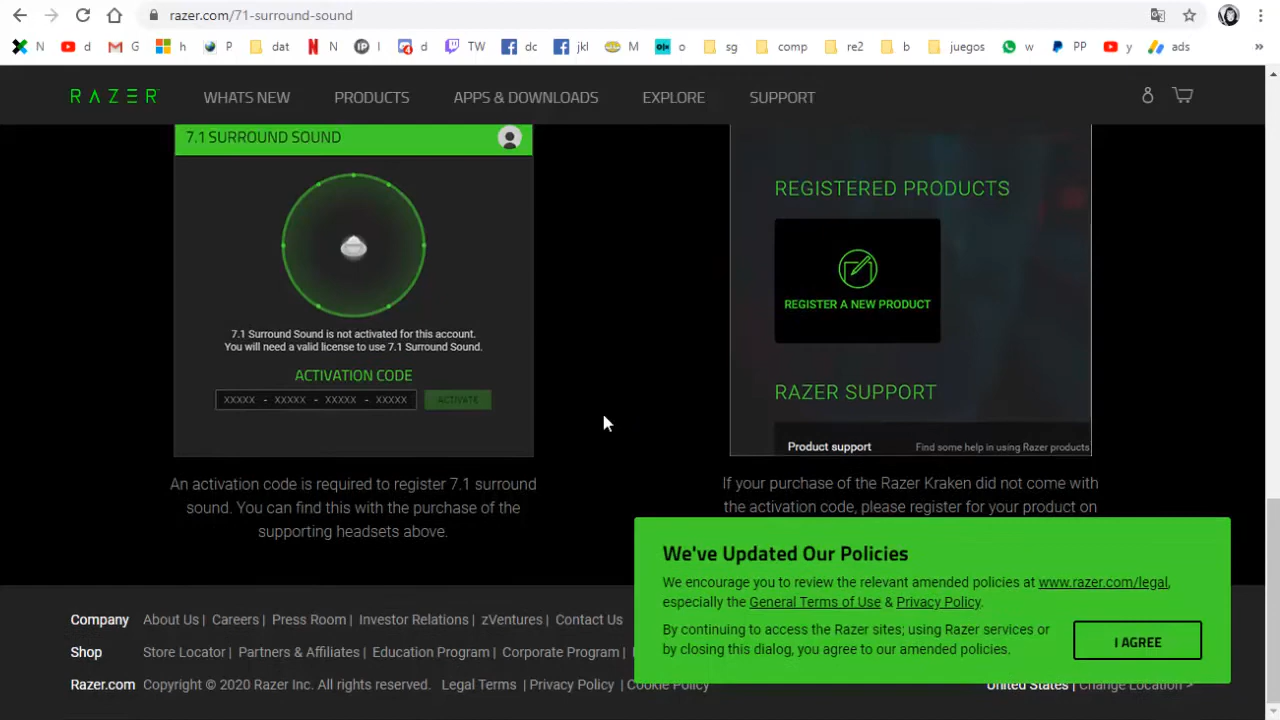 razer.com/71-surround-sound
N d G h P dat N I d TW dc jkl M o sg comp re2 b juegos w PP y ads »
RAZER WHATS NEW PRODUCTS APPS & DOWNLOADS EXPLORE SUPPORT
7.1 SURROUND SOUND
7.1 Surround Sound is not activated for this account.
You will need a valid license to use 7.1 Surround Sound.
ACTIVATION CODE
XXXXX - XXXXX - XXXXX - XXXXX ACTIVATE
An activation code is required to register 7.1 surround
sound. You can find this with the purchase of the
supporting headsets above.
REGISTERED PRODUCTS
REGISTER A NEW PRODUCT
RAZER SUPPORT
Product support Find some help in using Razer products
If your purchase of the Razer Kraken did not come with
the activation code, please register for your product on
We've Updated Our Policies
We encourage you to review the relevant amended policies at www.razer.com/legal,
especially the General Terms of Use & Privacy Policy.
By continuing to access the Razer sites; using Razer services or
by closing this dialog, you agree to our amended policies.
I AGREE
Company About Us | Careers | Press Room | Investor Relations | zVentures | Contact Us
Shop Store Locator | Partners & Affiliates | Education Program | Corporate Program |
Razer.com Copyright © 2020 Razer Inc. All rights reserved. Legal Terms | Privacy Policy | Cookie Policy
United States | Change Location >